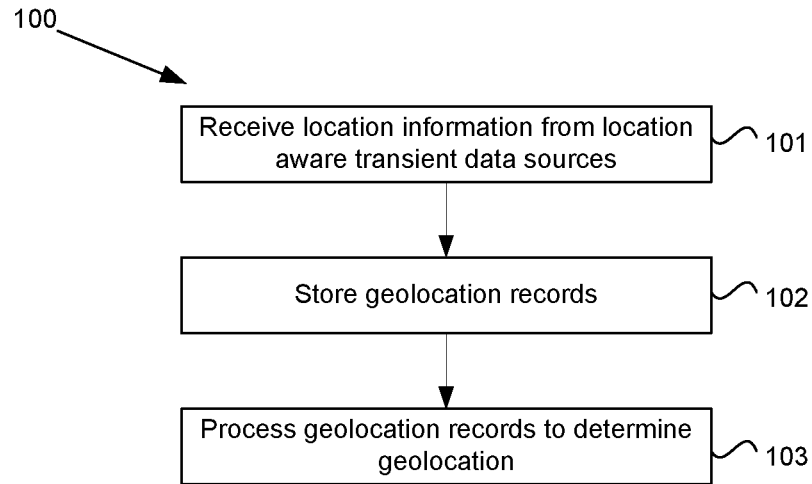 100
Receive location information from location
aware transient data sources
101
Store geolocation records
102
Process geolocation records to determine
geolocation
103